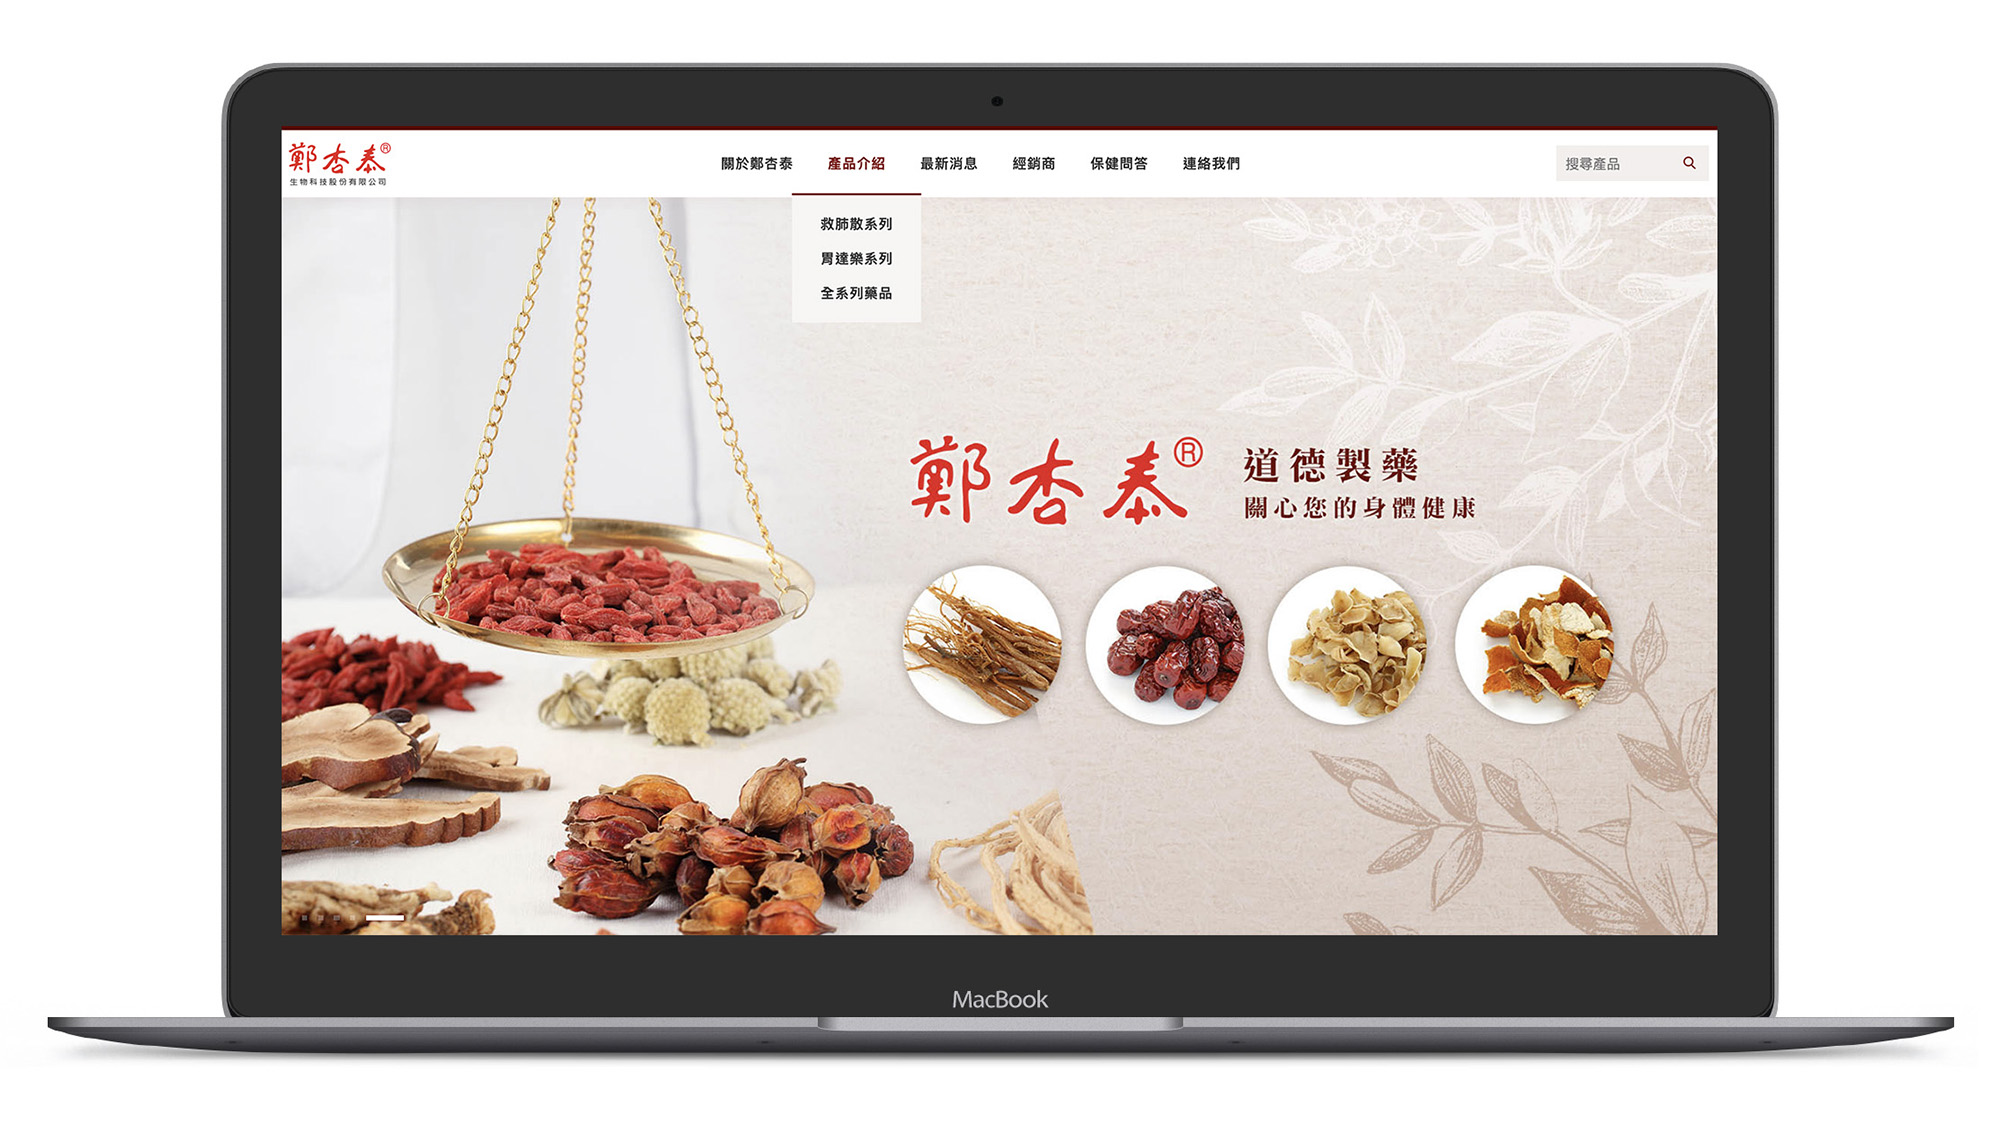 鄭杏泰®
生物科技股份有限公司
關於鄭杏泰 產品介紹 最新消息 經銷商 保健問答 連絡我們
搜尋產品
救肺散系列
胃達樂系列
全系列藥品
鄭杏泰® 道德製藥
關心您的身體健康
MacBook